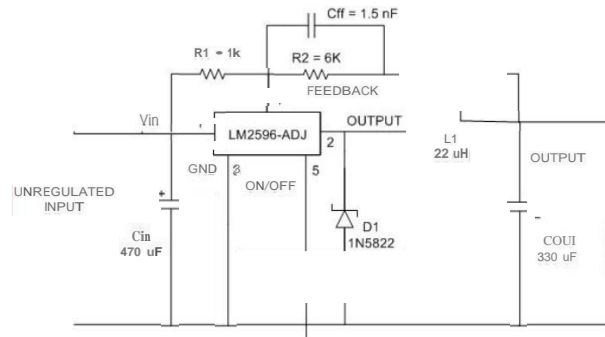 Cff = 1.5 nF
R1 = 1k
R2 = 6K
FEEDBACK
Vin
LM2596-ADJ
2
OUTPUT
L1
22 uH
OUTPUT
GND
3
5
ON/OFF
UNREGULATED
INPUT
+
D1
1N5822
Cin
470 uF
COUI
330 uF